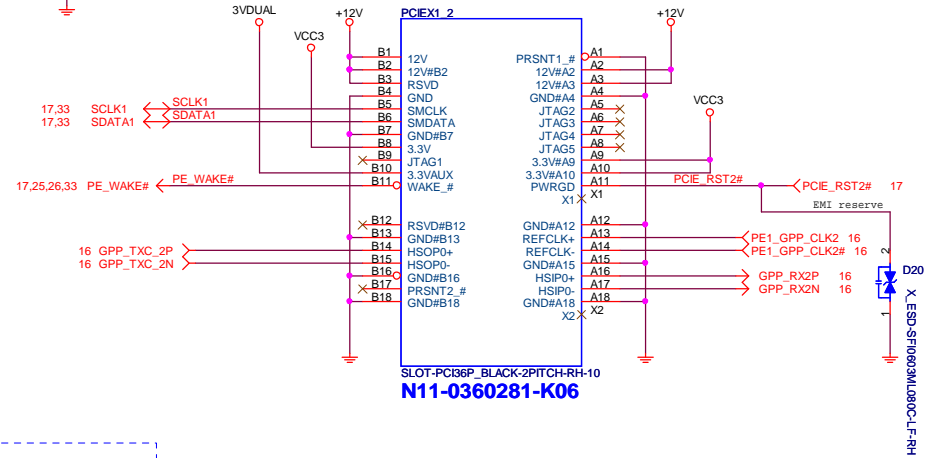 3VDUAL
+12V
VCC3
PCIEX1_2
+12V
VCC3
B1 12V PRSNT1_# A1
B2 12V#B2 12V#A2 A2
B3 RSVD 12V#A3 A3
B4 GND GND#A4 A4
17,33 SCLK1 SCLK1 B5 SMCLK JTAG2 A5
17,33 SDATA1 SDATA1 B6 SMDATA JTAG3 A6
B7 GND#B7 JTAG4 A7
B8 3.3V JTAG5 A8
B9 JTAG1 3.3V#A9 A9
B10 3.3VAUX 3.3V#A10 A10
17,25,26,33 PE_WAKE# PE_WAKE# B11 WAKE_# PWRGD A11 PCIE_RST2# PCIE_RST2# 17
X1 X1
EMI reserve
B12 RSVD#B12 GND#A12 A12
B13 GND#B13 REFCLK+ A13 PE1_GPP_CLK2 16
16 GPP_TXC_2P B14 HSOP0+ REFCLK- A14 PE1_GPP_CLK2# 16
16 GPP_TXC_2N B15 HSOP0- GND#A15 A15
B16 GND#B16 HSIP0+ A16 GPP_RX2P 16
B17 PRSNT2_# HSIP0- A17 GPP_RX2N 16
B18 GND#B18 GND#A18 A18
X2 X2
2
D20
1
X_ESD-SFI0603ML080C-LF-RH
SLOT-PCI36P_BLACK-2PITCH-RH-10
N11-0360281-K06